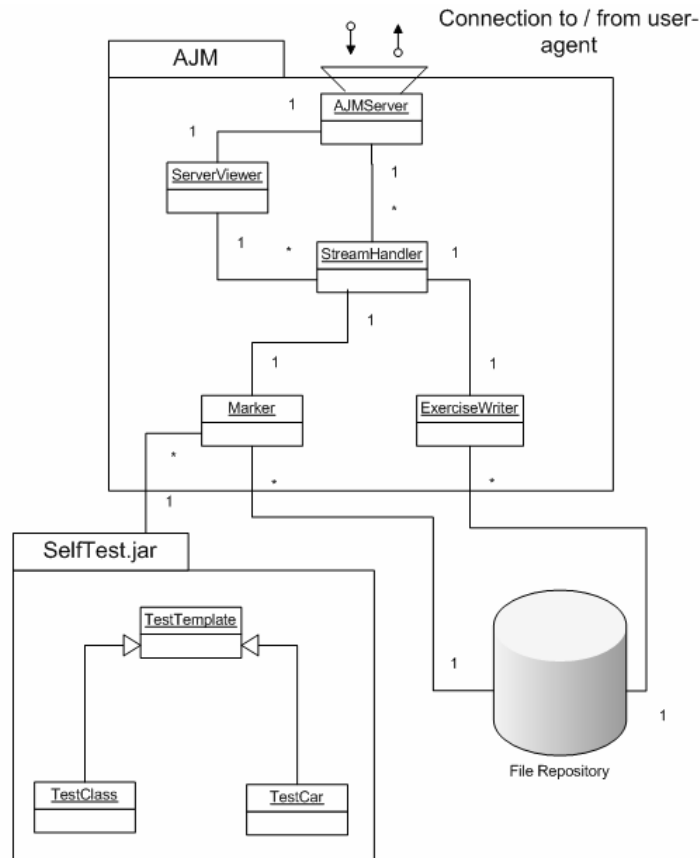 Connection to / from user-
agent
AJM
1
AJMServer
1
ServerViewer
1
*
1
*
StreamHandler
1
1
1
1
Marker
ExerciseWriter
*
*
*
1
SelfTest.jar
TestTemplate
1
1
File Repository
TestClass
TestCar